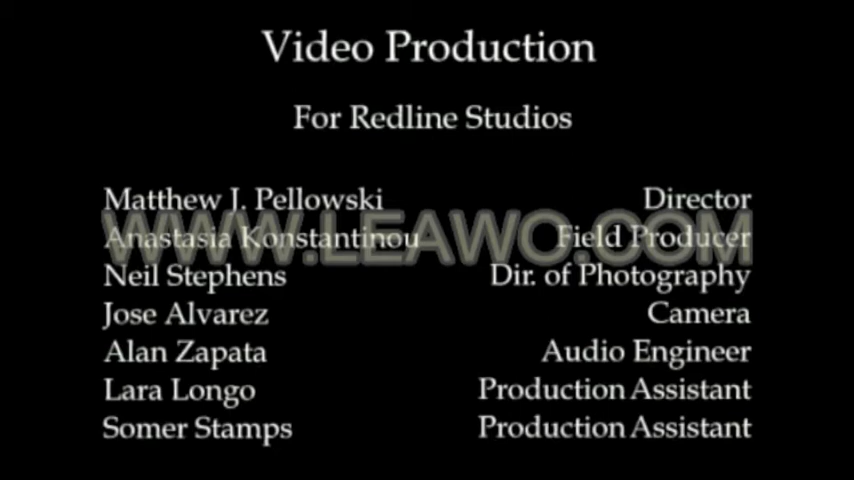 Video Production
For Redline Studios
Matthew J. Pellowski Director
WWW.LEAWO.COM
Anastasia Konstantinou Field Producer
Neil Stephens Dir. of Photography
Jose Alvarez Camera
Alan Zapata Audio Engineer
Lara Longo Production Assistant
Somer Stamps Production Assistant